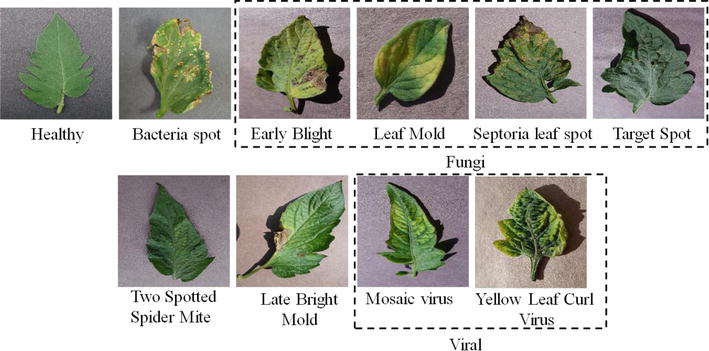 Healthy
Bacteria spot
Early Blight
Leaf Mold
Septoria leaf spot
Target Spot
Fungi
Two Spotted
Spider Mite
Late Bright
Mold
Mosaic virus
Yellow Leaf Curl
Virus
Viral